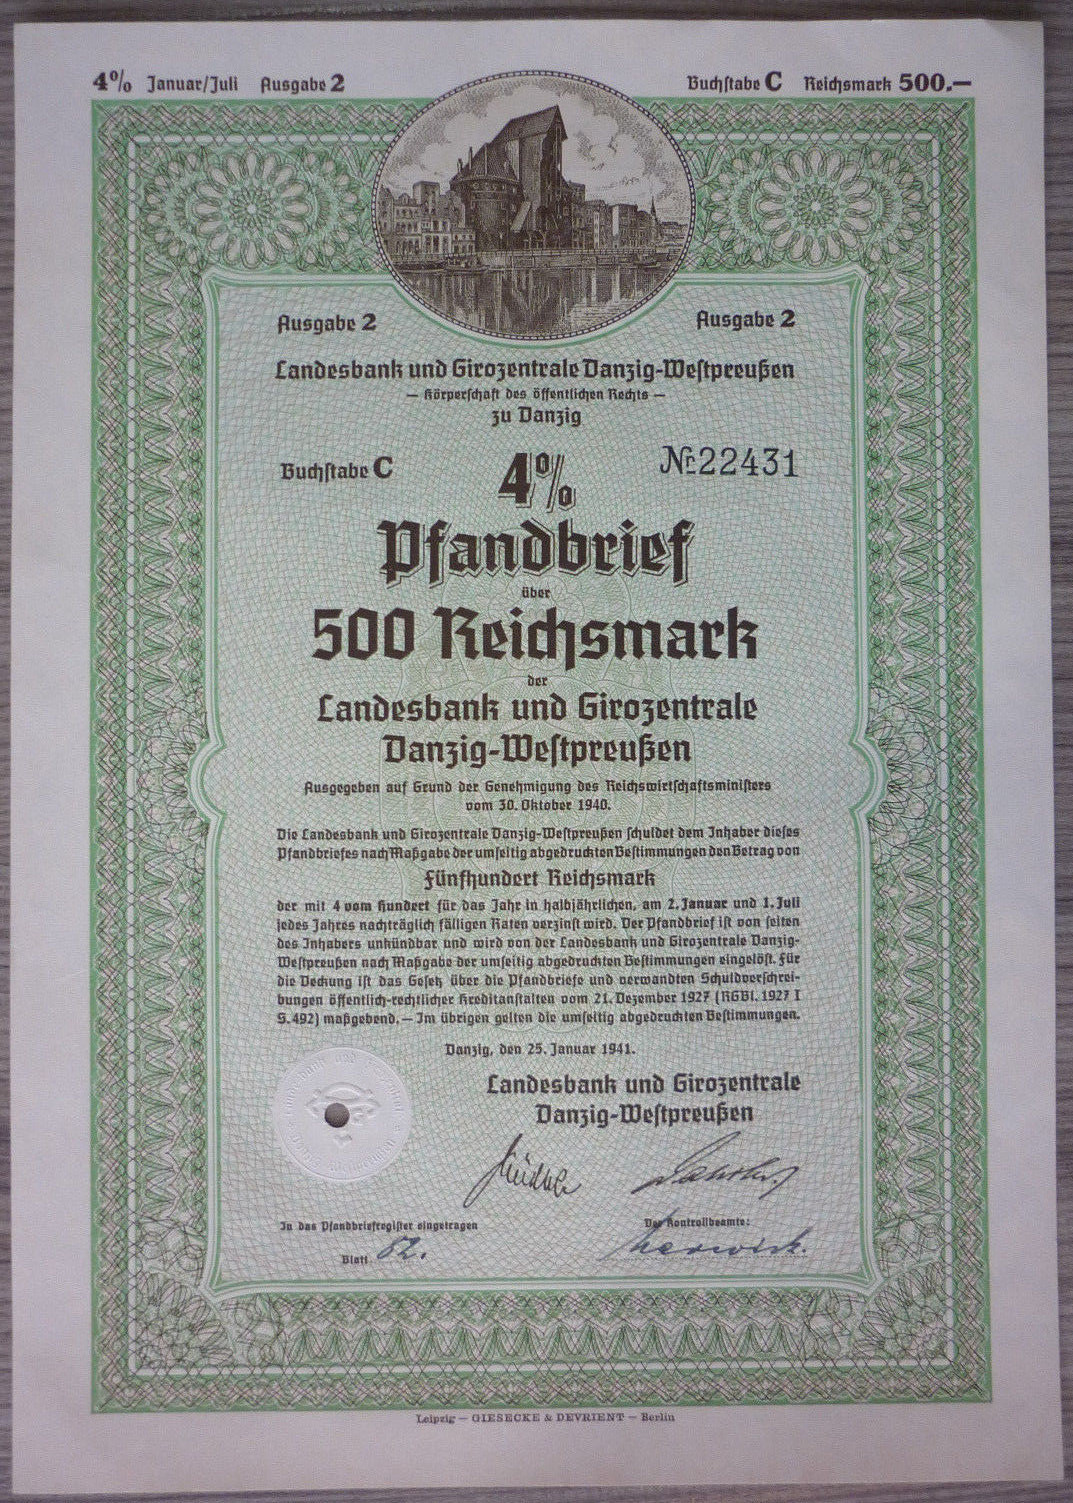 4% Januar/Juli Ausgabe 2 Buchstabe C Reichsmark 500.—
Ausgabe 2 Ausgabe 2
Landesbank und Girozentrale Danzig-Westpreußen
— Körperschaft des öffentlichen Rechts —
zu Danzig
Buchstabe C 4% Nr. 22431
Pfandbrief
über
500 Reichsmark
der
Landesbank und Girozentrale
Danzig-Westpreußen
Ausgegeben auf Grund der Genehmigung des Reichswirtschaftsministers
vom 30. Oktober 1940.
Die Landesbank und Girozentrale Danzig-Westpreußen schuldet dem Inhaber dieses
Pfandbriefes nach Maßgabe der umseitig abgedruckten Bestimmungen den Betrag von
Fünfhundert Reichsmark
der mit 4 vom Hundert für das Jahr in halbjährlichen, am 2. Januar und 1. Juli
jedes Jahres nachträglich fälligen Raten verzinst wird. Der Pfandbrief ist von seiten
des Inhabers unkündbar und wird von der Landesbank und Girozentrale Danzig-
Westpreußen nach Maßgabe der umseitig abgedruckten Bestimmungen eingelöst. Für
die Deckung ist das Gesetz über die Pfandbriefe und verwandten Schuldverschrei-
bungen öffentlich-rechtlicher Kreditanstalten vom 21. Dezember 1927 (RGBl. 1927 I
S. 492) maßgebend. — Im übrigen gelten die umseitig abgedruckten Bestimmungen.
Danzig, den 25. Januar 1941.
Landesbank und Girozentrale
Danzig-Westpreußen
In das Pfandbriefregister eingetragen Der Kontrollbeamte:
Blatt 82.
Leipzig — GIESECKE & DEVRIENT — Berlin